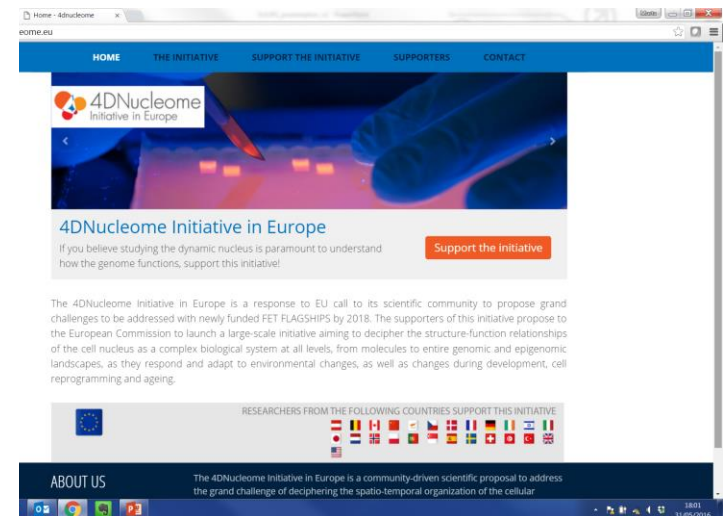 Home - 4dnucleome
eome.eu
HOME THE INITIATIVE SUPPORT THE INITIATIVE SUPPORTERS CONTACT
4DNucleome
Initiative in Europe
4DNucleome Initiative in Europe
If you believe studying the dynamic nucleus is paramount to understand
how the genome functions, support this initiative!
Support the initiative
The 4DNucleome Initiative in Europe is a response to EU call to its scientific community to propose grand
challenges to be addressed with newly funded FET FLAGSHIPS by 2018. The supporters of this initiative propose to
the European Commission to launch a large-scale initiative aiming to decipher the structure-function relationships
of the cell nucleus as a complex biological system at all levels, from molecules to entire genomic and epigenomic
landscapes, as they respond and adapt to environmental changes, as well as changes during development, cell
reprogramming and ageing.
RESEARCHERS FROM THE FOLLOWING COUNTRIES SUPPORT THIS INITIATIVE
ABOUT US
The 4DNucleome Initiative in Europe is a community-driven scientific proposal to address
the grand challenge of deciphering the spatio-temporal organization of the cellular
18:01
31/05/2016